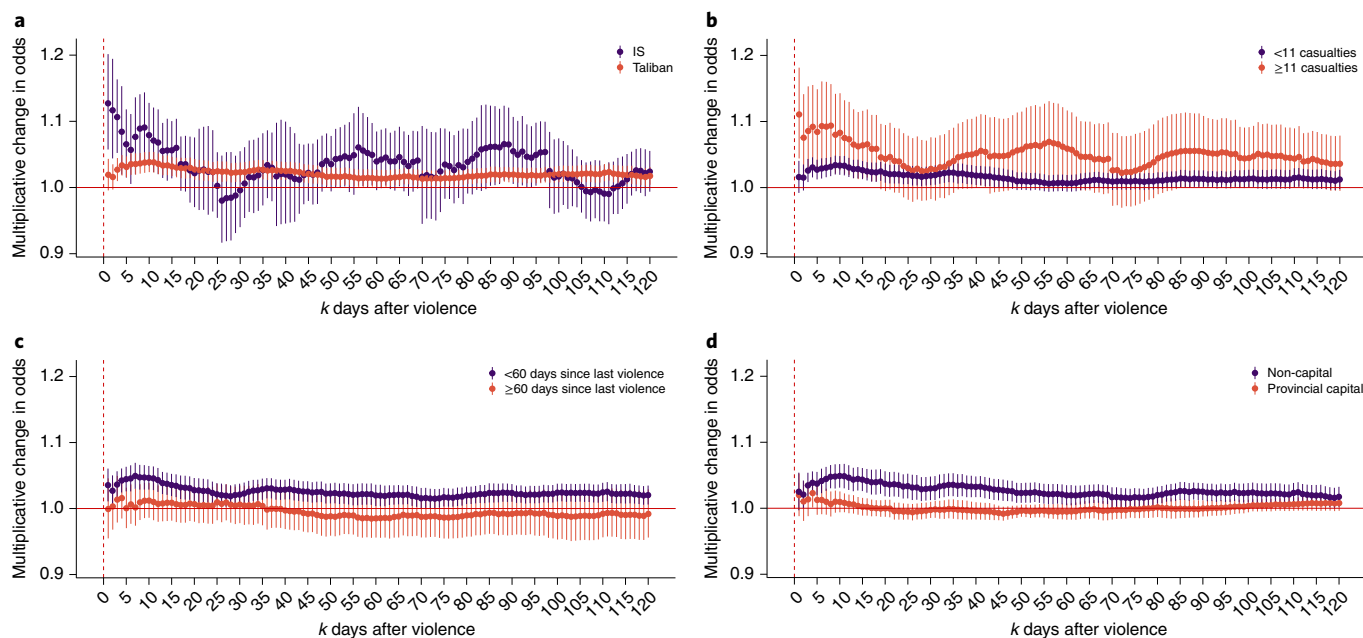 a
Multiplicative change in odds
1.2
1.1
1.0
0.9
IS
Taliban
0 5 10 15 20 25 30 35 40 45 50 55 60 65 70 75 80 85 90 95 100 105 110 115 120
k days after violence
b
Multiplicative change in odds
1.2
1.1
1.0
0.9
<11 casualties
≥11 casualties
0 5 10 15 20 25 30 35 40 45 50 55 60 65 70 75 80 85 90 95 100 105 110 115 120
k days after violence
c
Multiplicative change in odds
1.2
1.1
1.0
0.9
<60 days since last violence
≥60 days since last violence
0 5 10 15 20 25 30 35 40 45 50 55 60 65 70 75 80 85 90 95 100 105 110 115 120
k days after violence
d
Multiplicative change in odds
1.2
1.1
1.0
0.9
Non-capital
Provincial capital
0 5 10 15 20 25 30 35 40 45 50 55 60 65 70 75 80 85 90 95 100 105 110 115 120
k days after violence